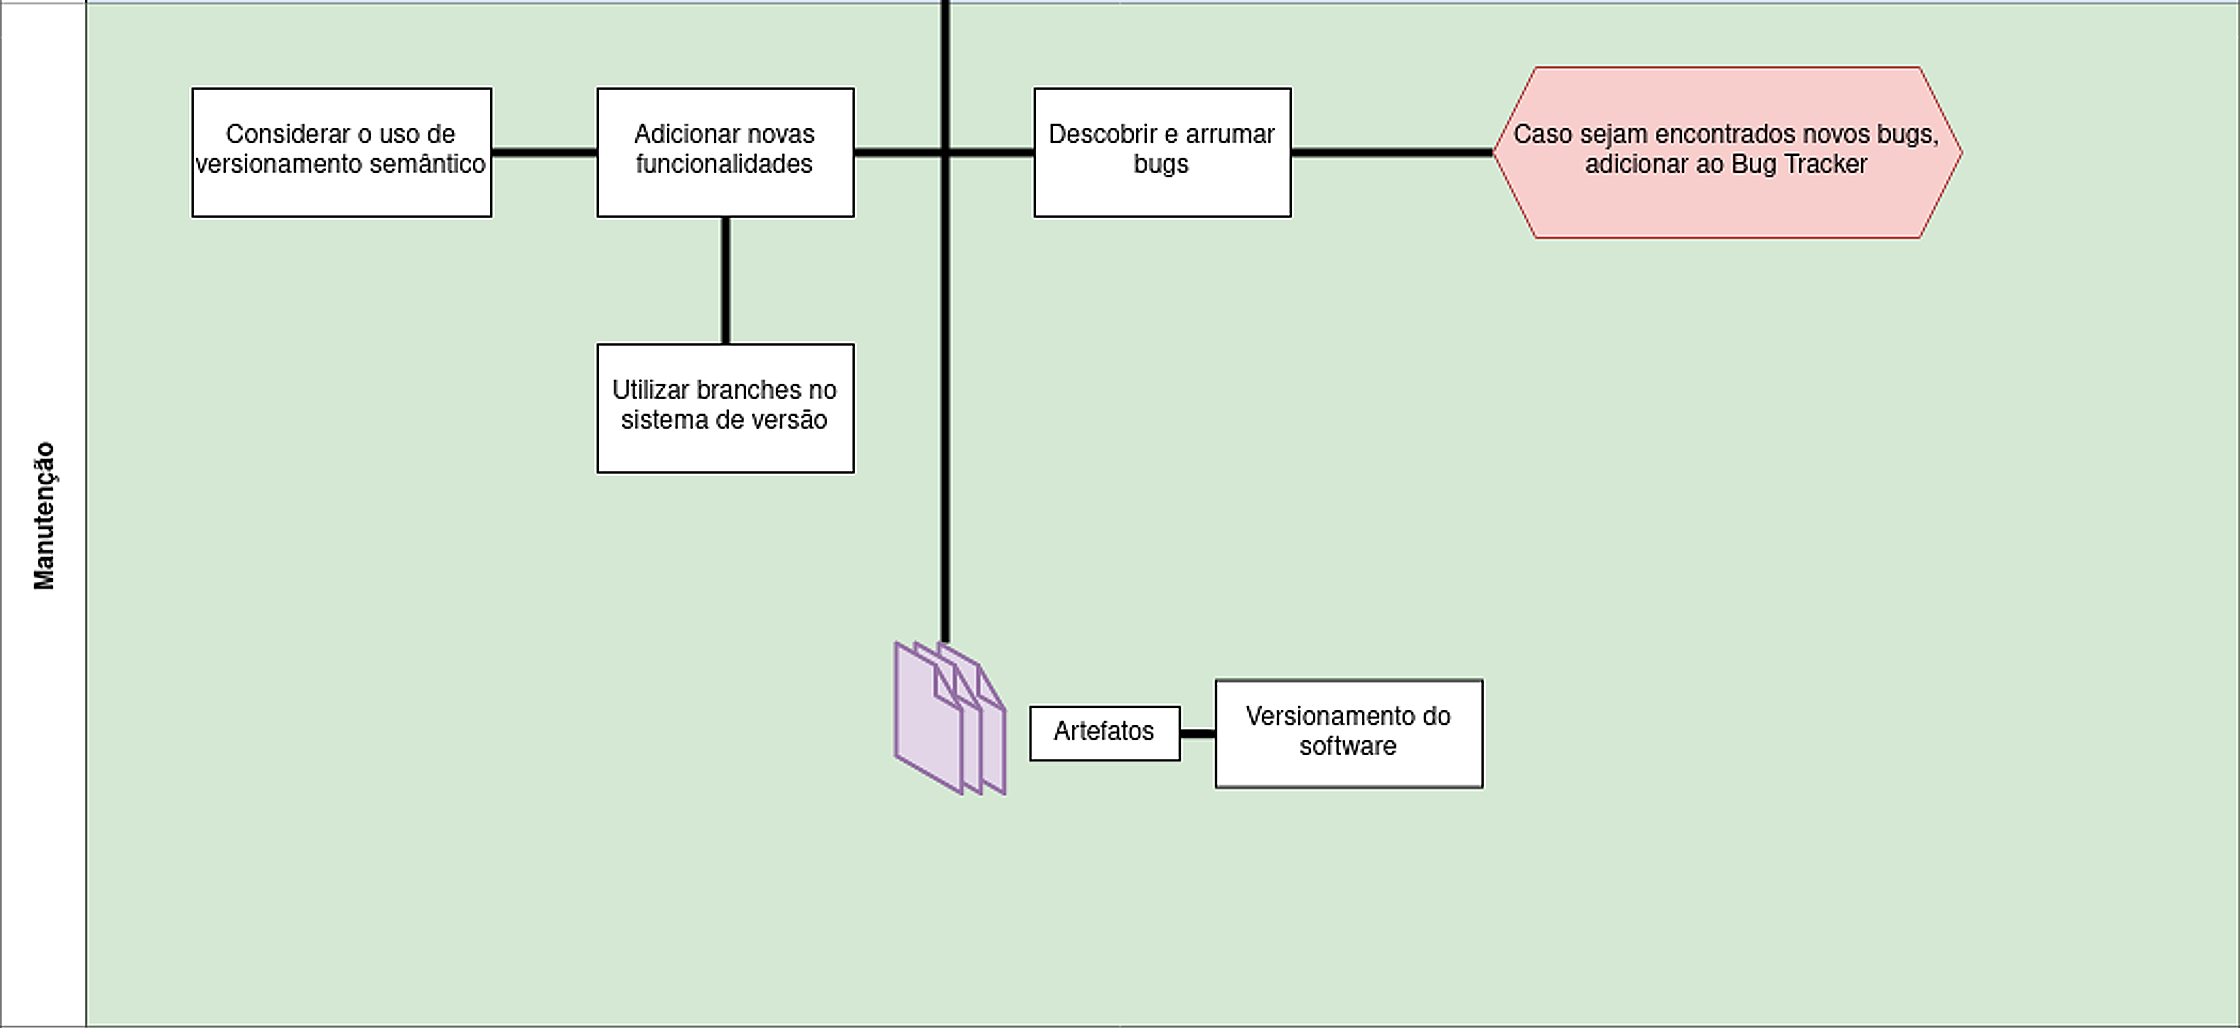 Manutenção
Considerar o uso de
versionamento semântico
Adicionar novas
funcionalidades
Descobrir e arrumar
bugs
Caso sejam encontrados novos bugs,
adicionar ao Bug Tracker
Utilizar branches no
sistema de versão
Artefatos
Versionamento do
software